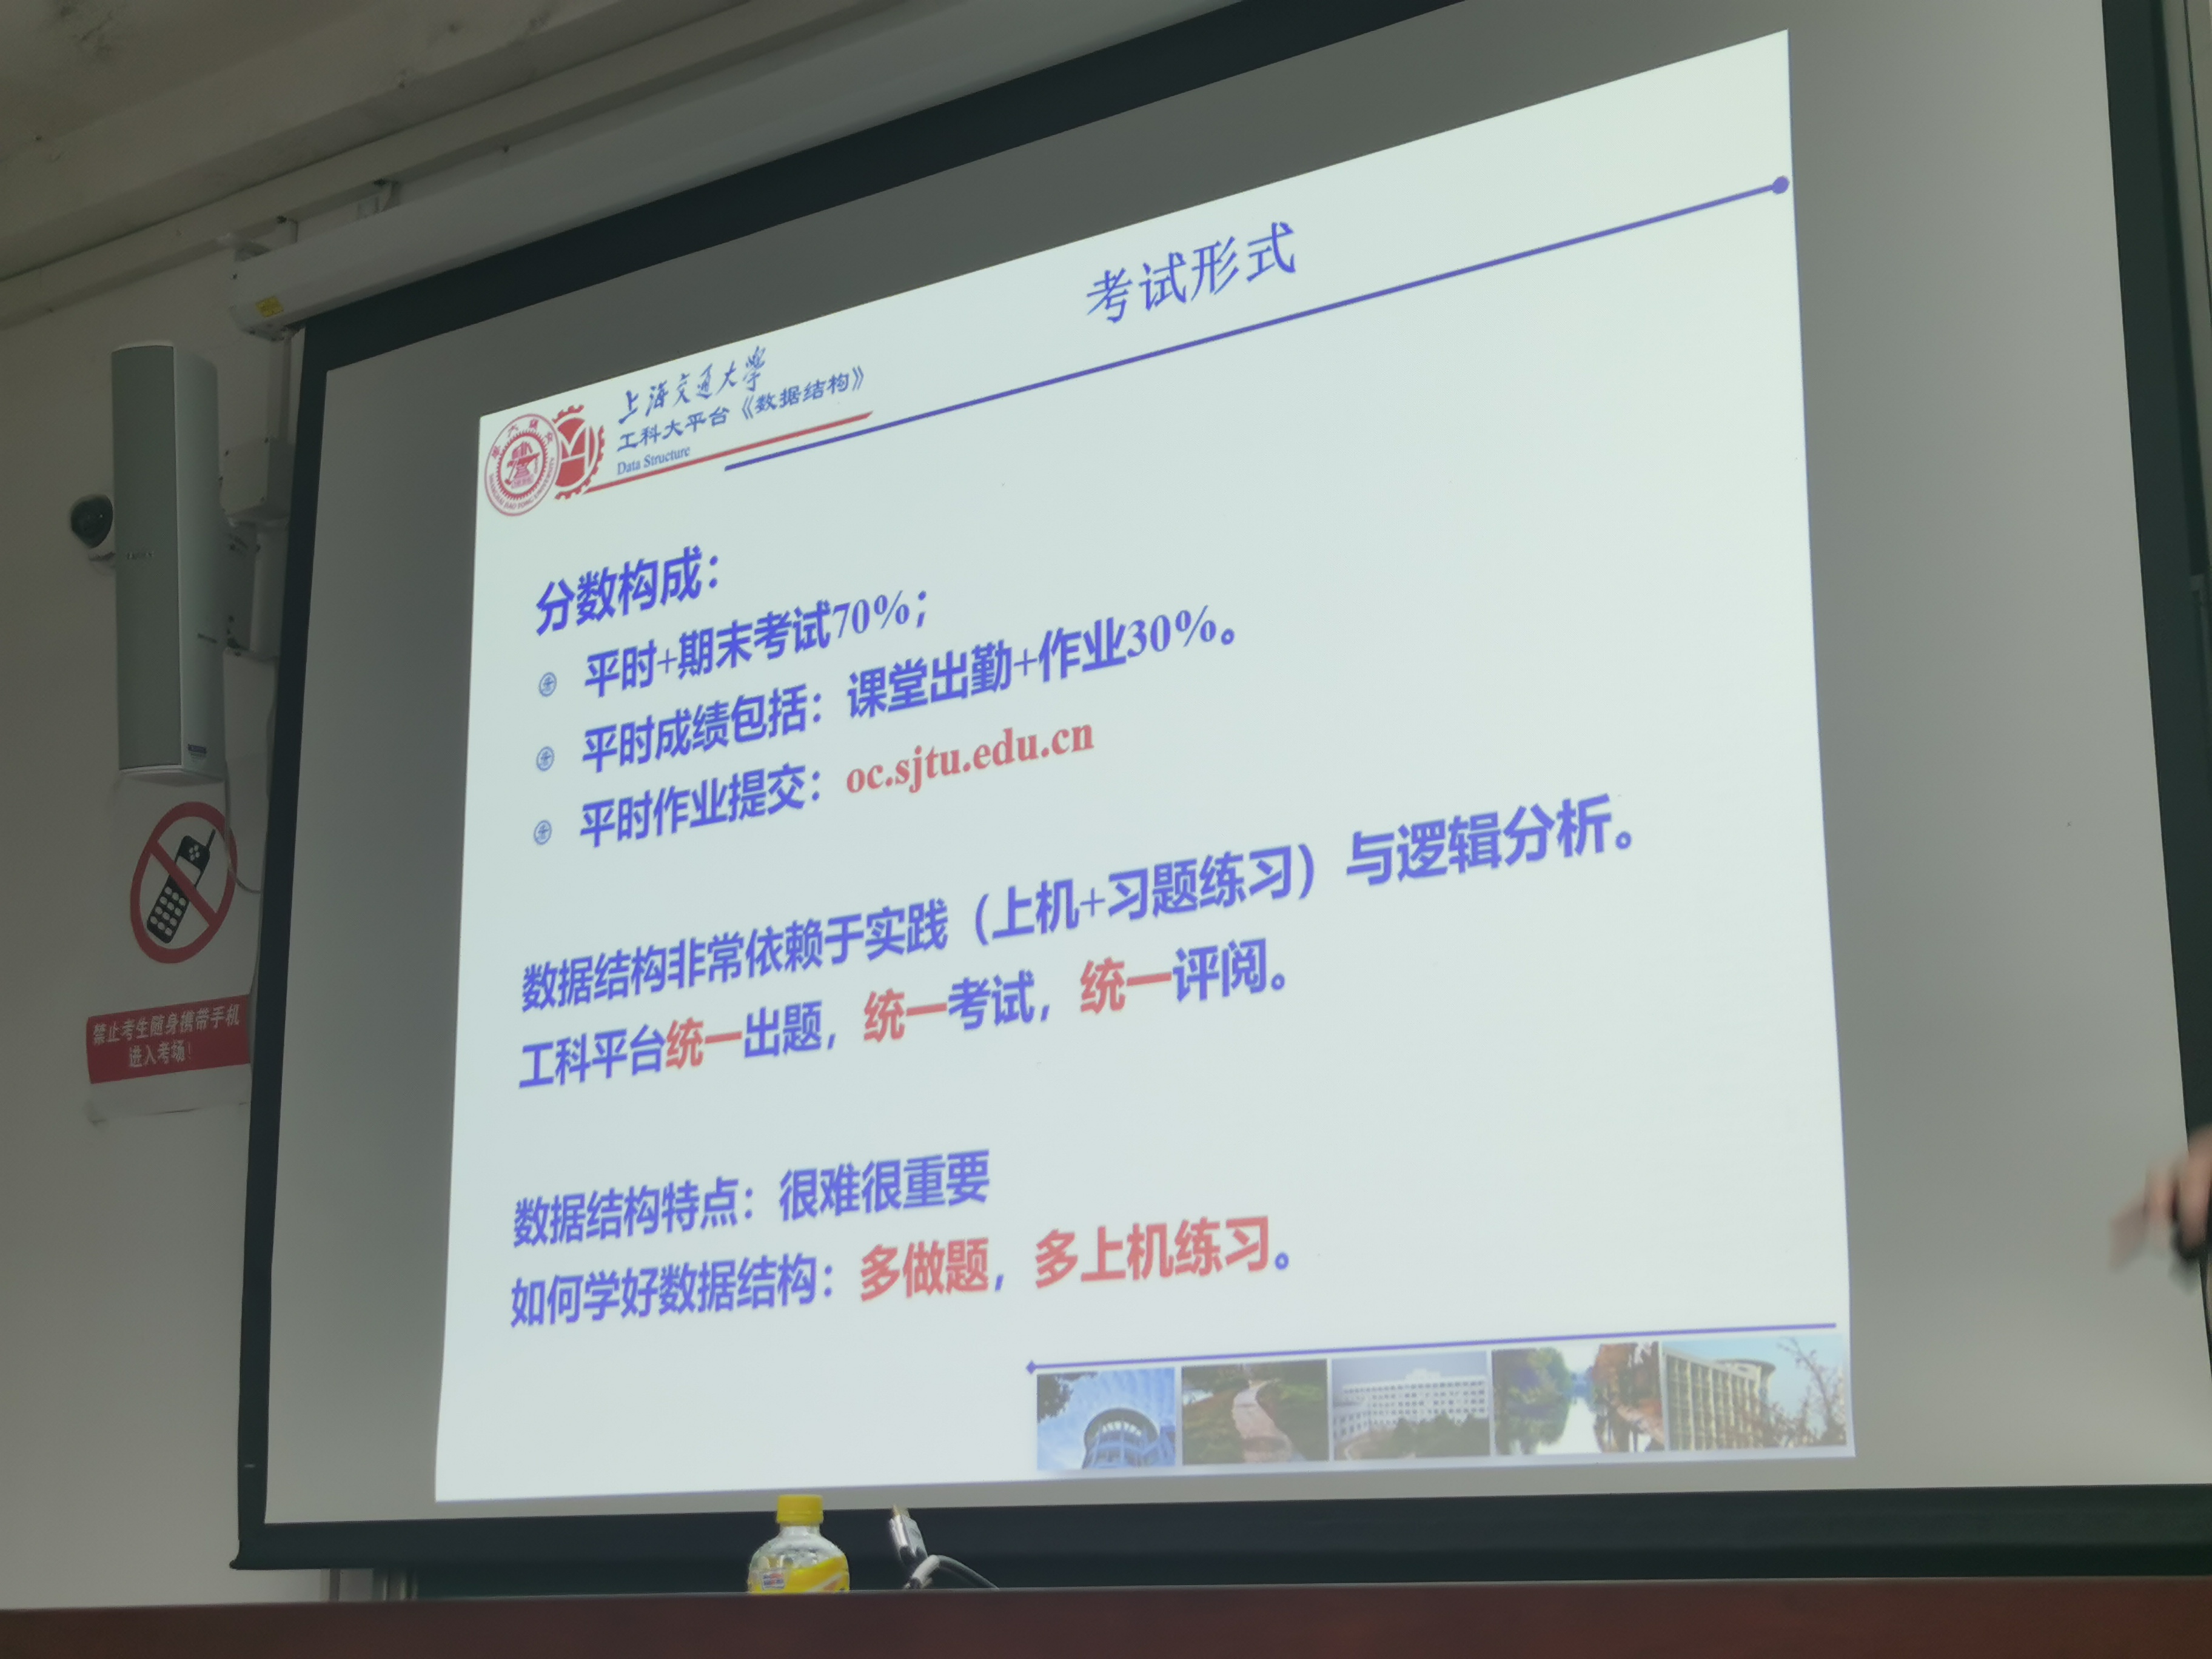 考试形式
上海交通大学
工科大平台《数据结构》
Data Structure
分数构成：
平时+期末考试70%；
平时成绩包括：课堂出勤+作业30%。
平时作业提交：oc.sjtu.edu.cn
数据结构非常依赖于实践（上机+习题练习）与逻辑分析。
工科平台统一出题，统一考试，统一评阅。
数据结构特点：很难很重要
如何学好数据结构：多做题，多上机练习。
禁止考生随身携带手机
进入考场！